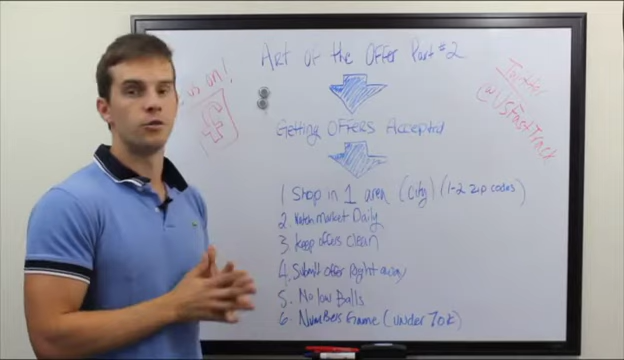 Art of the Offer Part #2
us on!
f
Twitter
@USFastTrack
Getting Offers Accepted
1 Shop in 1 area (city) (1-2 zip codes)
2. Watch Market Daily
3 Keep offers clean
4. Submit offer Right away
5. No low Balls
6. Numbers Game (under 70k)